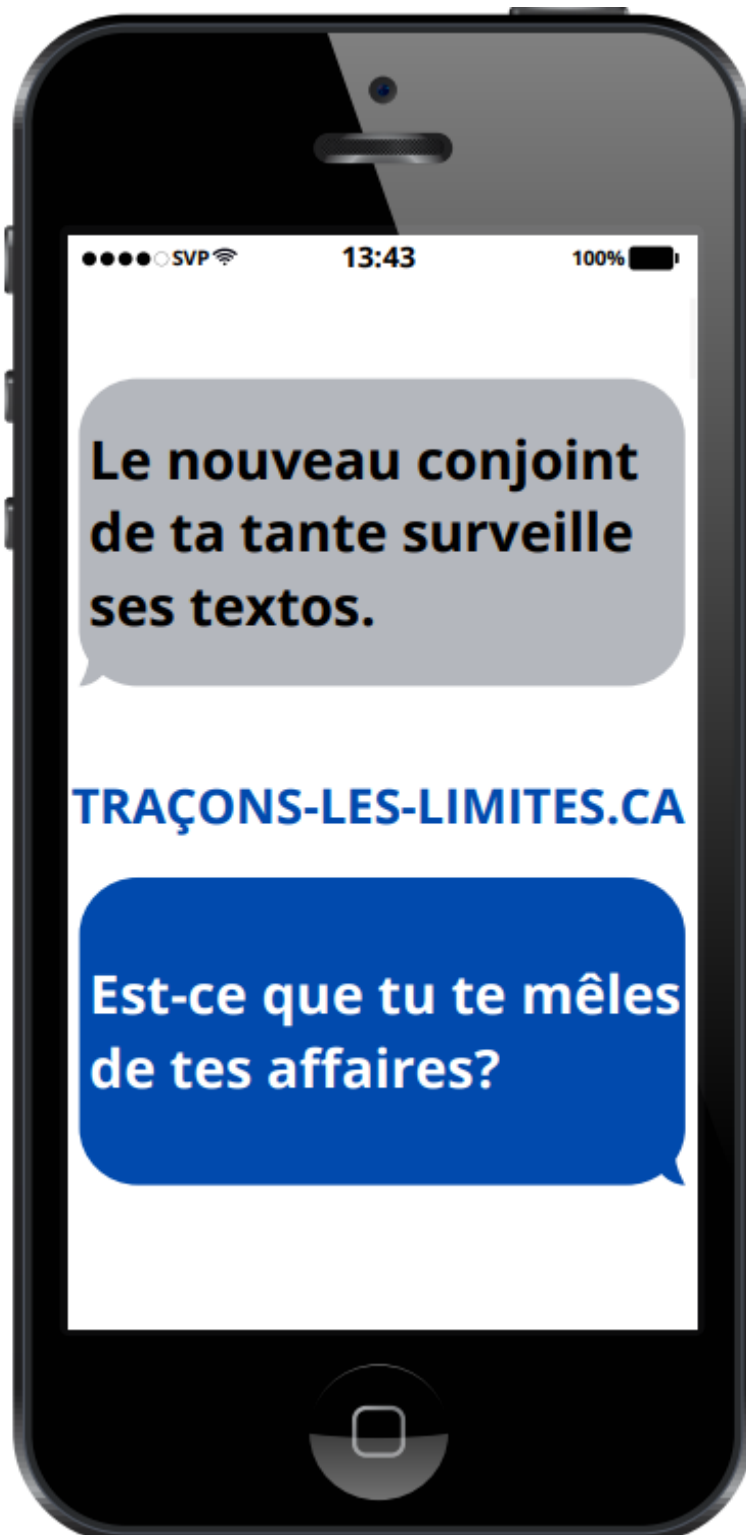 SVP 13:43 100%
Le nouveau conjoint
de ta tante surveille
ses textos.
TRAÇONS-LES-LIMITES.CA
Est-ce que tu te mêles
de tes affaires?